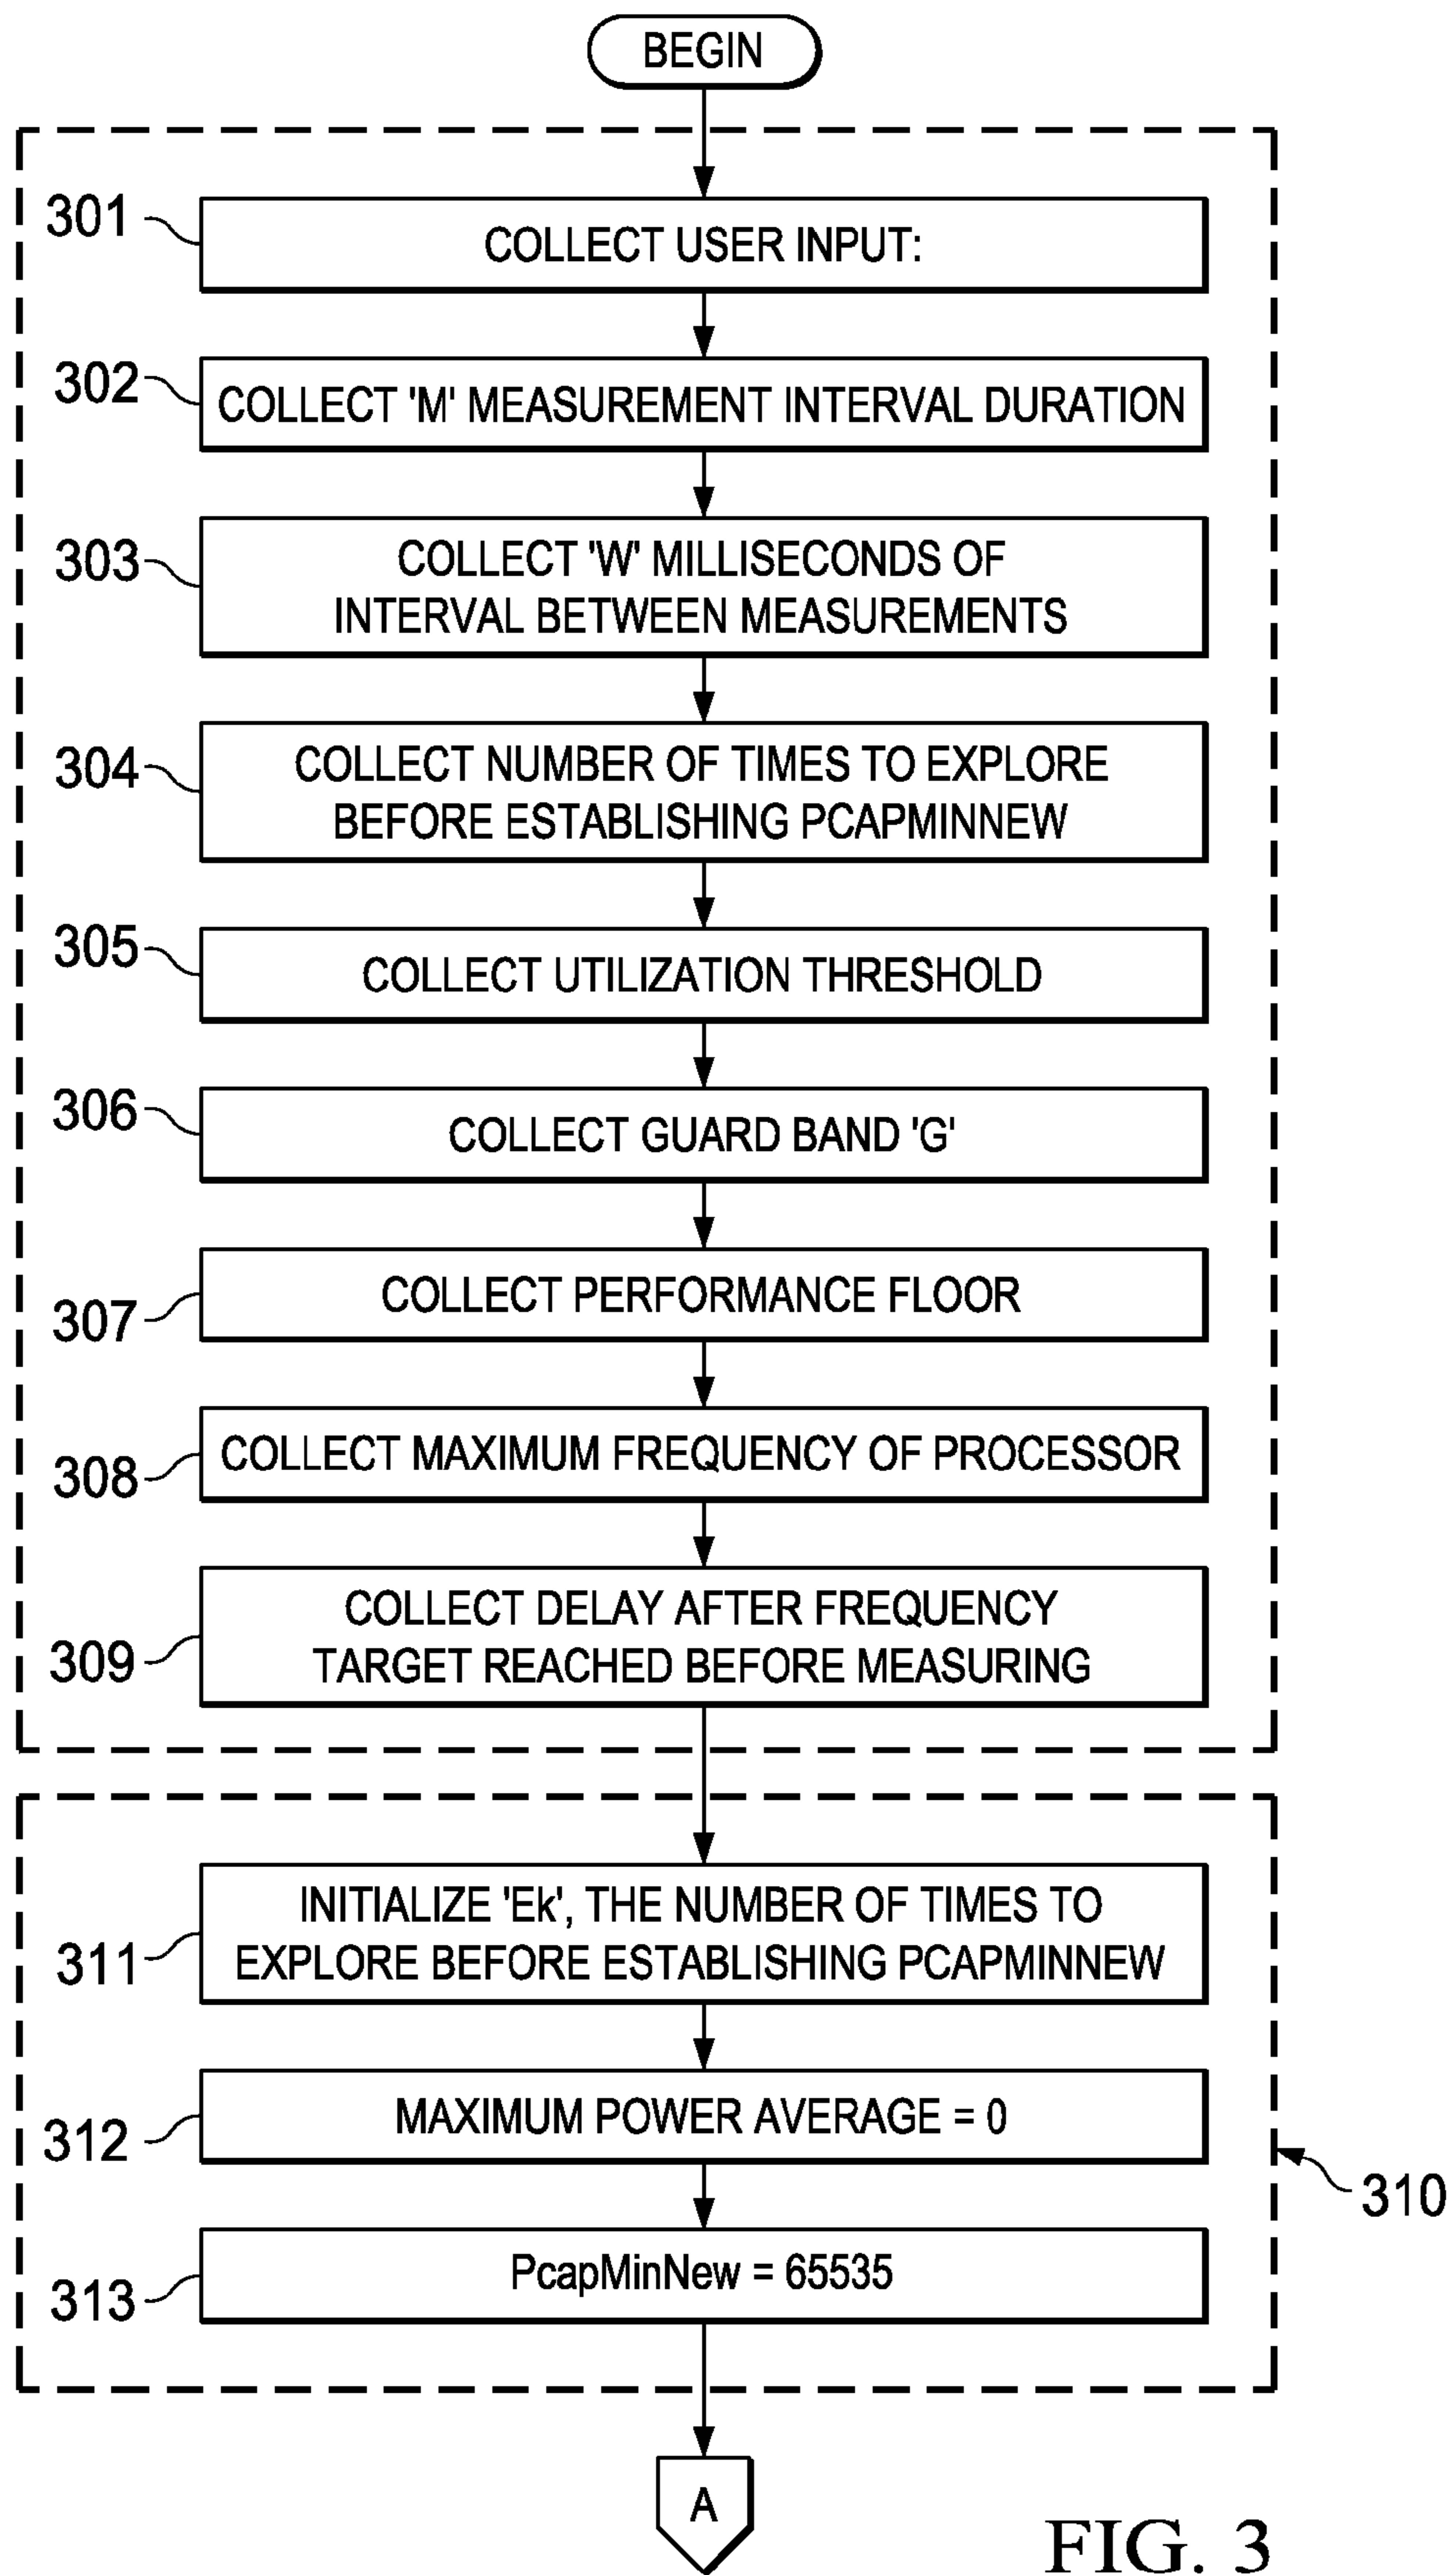 BEGIN
301
COLLECT USER INPUT:
302
COLLECT 'M' MEASUREMENT INTERVAL DURATION
303
COLLECT 'W' MILLISECONDS OF
INTERVAL BETWEEN MEASUREMENTS
304
COLLECT NUMBER OF TIMES TO EXPLORE
BEFORE ESTABLISHING PCAPMINNEW
305
COLLECT UTILIZATION THRESHOLD
306
COLLECT GUARD BAND 'G'
307
COLLECT PERFORMANCE FLOOR
308
COLLECT MAXIMUM FREQUENCY OF PROCESSOR
309
COLLECT DELAY AFTER FREQUENCY
TARGET REACHED BEFORE MEASURING
311
INITIALIZE 'Ek', THE NUMBER OF TIMES TO
EXPLORE BEFORE ESTABLISHING PCAPMINNEW
312
MAXIMUM POWER AVERAGE = 0
310
313
PcapMinNew = 65535
A
FIG. 3